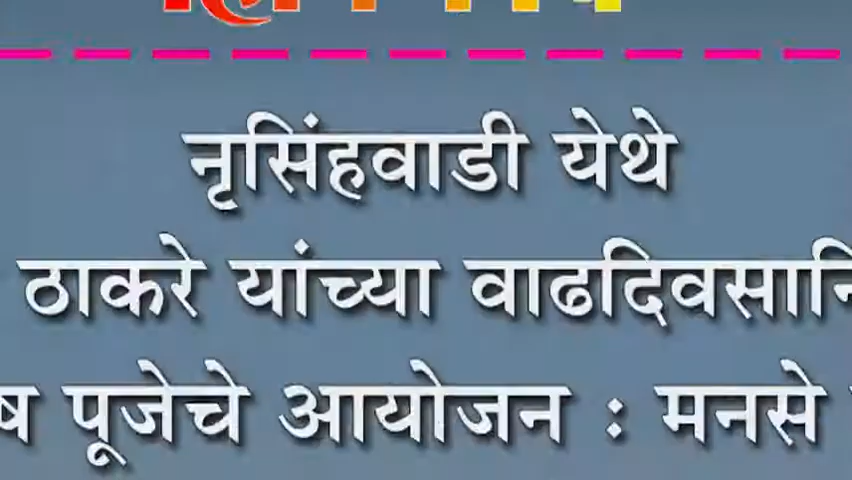 नृसिंहवाडी येथे
ठाकरे यांच्या वाढदिवसानि
पूजेचे आयोजन : मनसे